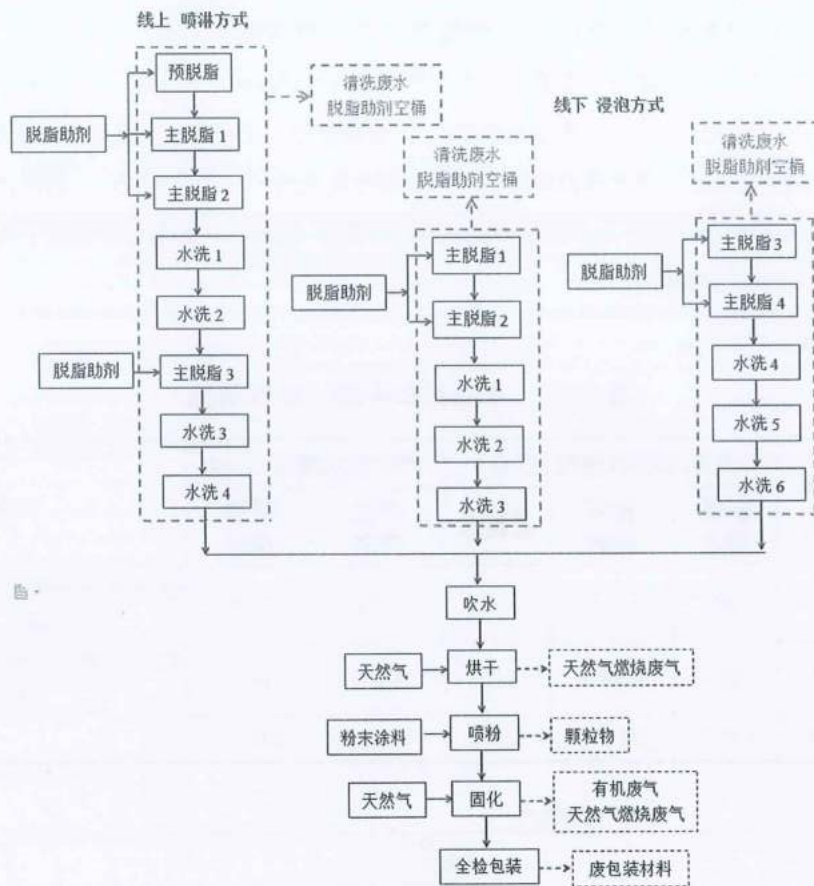 线上 喷淋方式
预脱脂
清洗废水
脱脂助剂空桶
线下 浸泡方式
脱脂助剂
主脱脂 1
清洗废水
脱脂助剂空桶
清洗废水
脱脂助剂空桶
主脱脂 2
水洗 1
主脱脂 1
主脱脂 3
脱脂助剂
脱脂助剂
水洗 2
主脱脂 2
主脱脂 4
脱脂助剂
主脱脂 3
水洗 1
水洗 4
水洗 3
水洗 2
水洗 5
水洗 4
水洗 3
水洗 6
吹水
天然气
烘干
天然气燃烧废气
粉末涂料
喷粉
颗粒物
天然气
固化
有机废气
天然气燃烧废气
全检包装
废包装材料